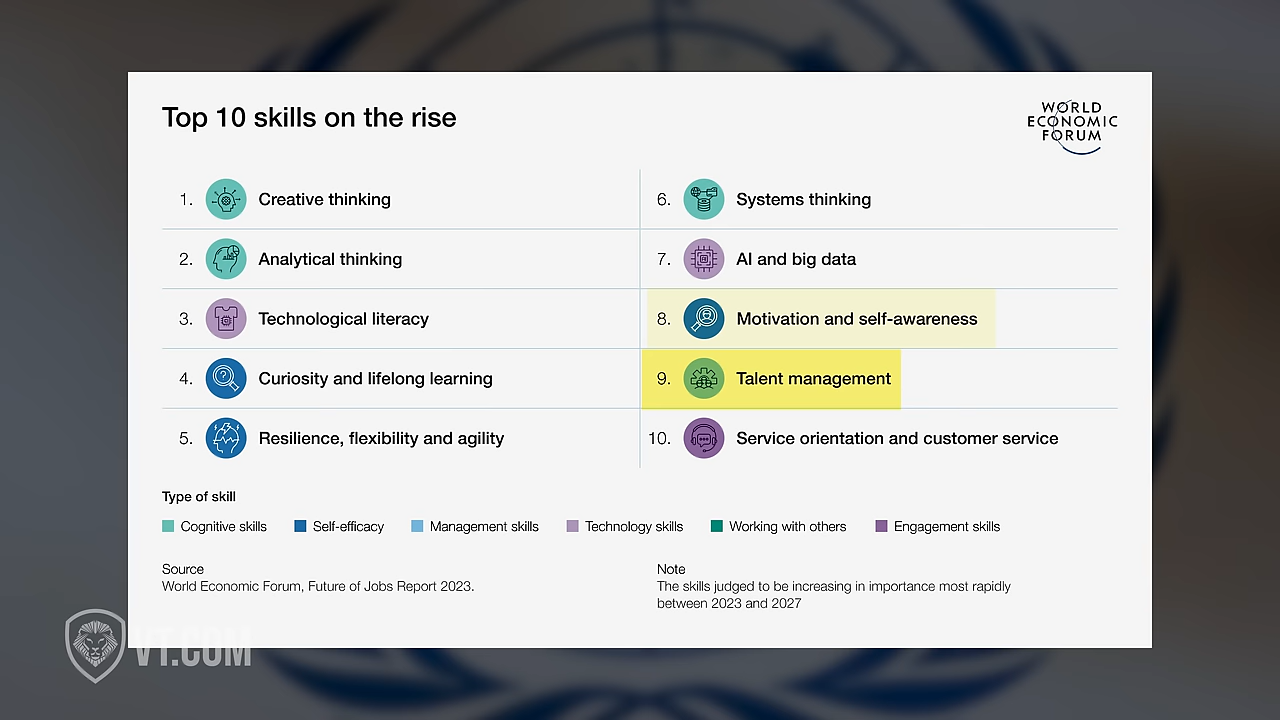 Top 10 skills on the rise
WORLD
ECONOMIC
FORUM
1. Creative thinking
2. Analytical thinking
3. Technological literacy
4. Curiosity and lifelong learning
5. Resilience, flexibility and agility
6. Systems thinking
7. AI and big data
8. Motivation and self-awareness
9. Talent management
10. Service orientation and customer service
Type of skill
Cognitive skills Self-efficacy Management skills Technology skills Working with others Engagement skills
Source
World Economic Forum, Future of Jobs Report 2023.
Note
The skills judged to be increasing in importance most rapidly
between 2023 and 2027
VT.COM